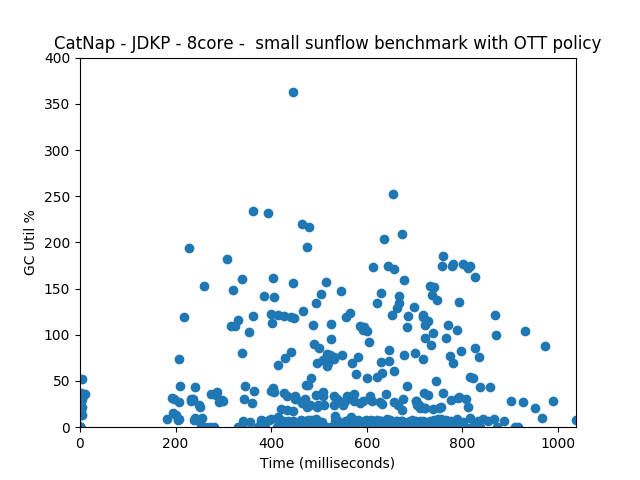 CatNap - JDKP - 8core -  small sunflow benchmark with OTT policy
400
350
300
250
200
150
100
50
0
GC Util %
0 200 400 600 800 1000
Time (milliseconds)